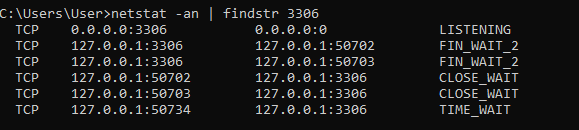 C:\Users\User>netstat -an | findstr 3306
TCP 0.0.0.0:3306 0.0.0.0:0 LISTENING
TCP 127.0.0.1:3306 127.0.0.1:50702 FIN_WAIT_2
TCP 127.0.0.1:3306 127.0.0.1:50703 FIN_WAIT_2
TCP 127.0.0.1:50702 127.0.0.1:3306 CLOSE_WAIT
TCP 127.0.0.1:50703 127.0.0.1:3306 CLOSE_WAIT
TCP 127.0.0.1:50734 127.0.0.1:3306 TIME_WAIT